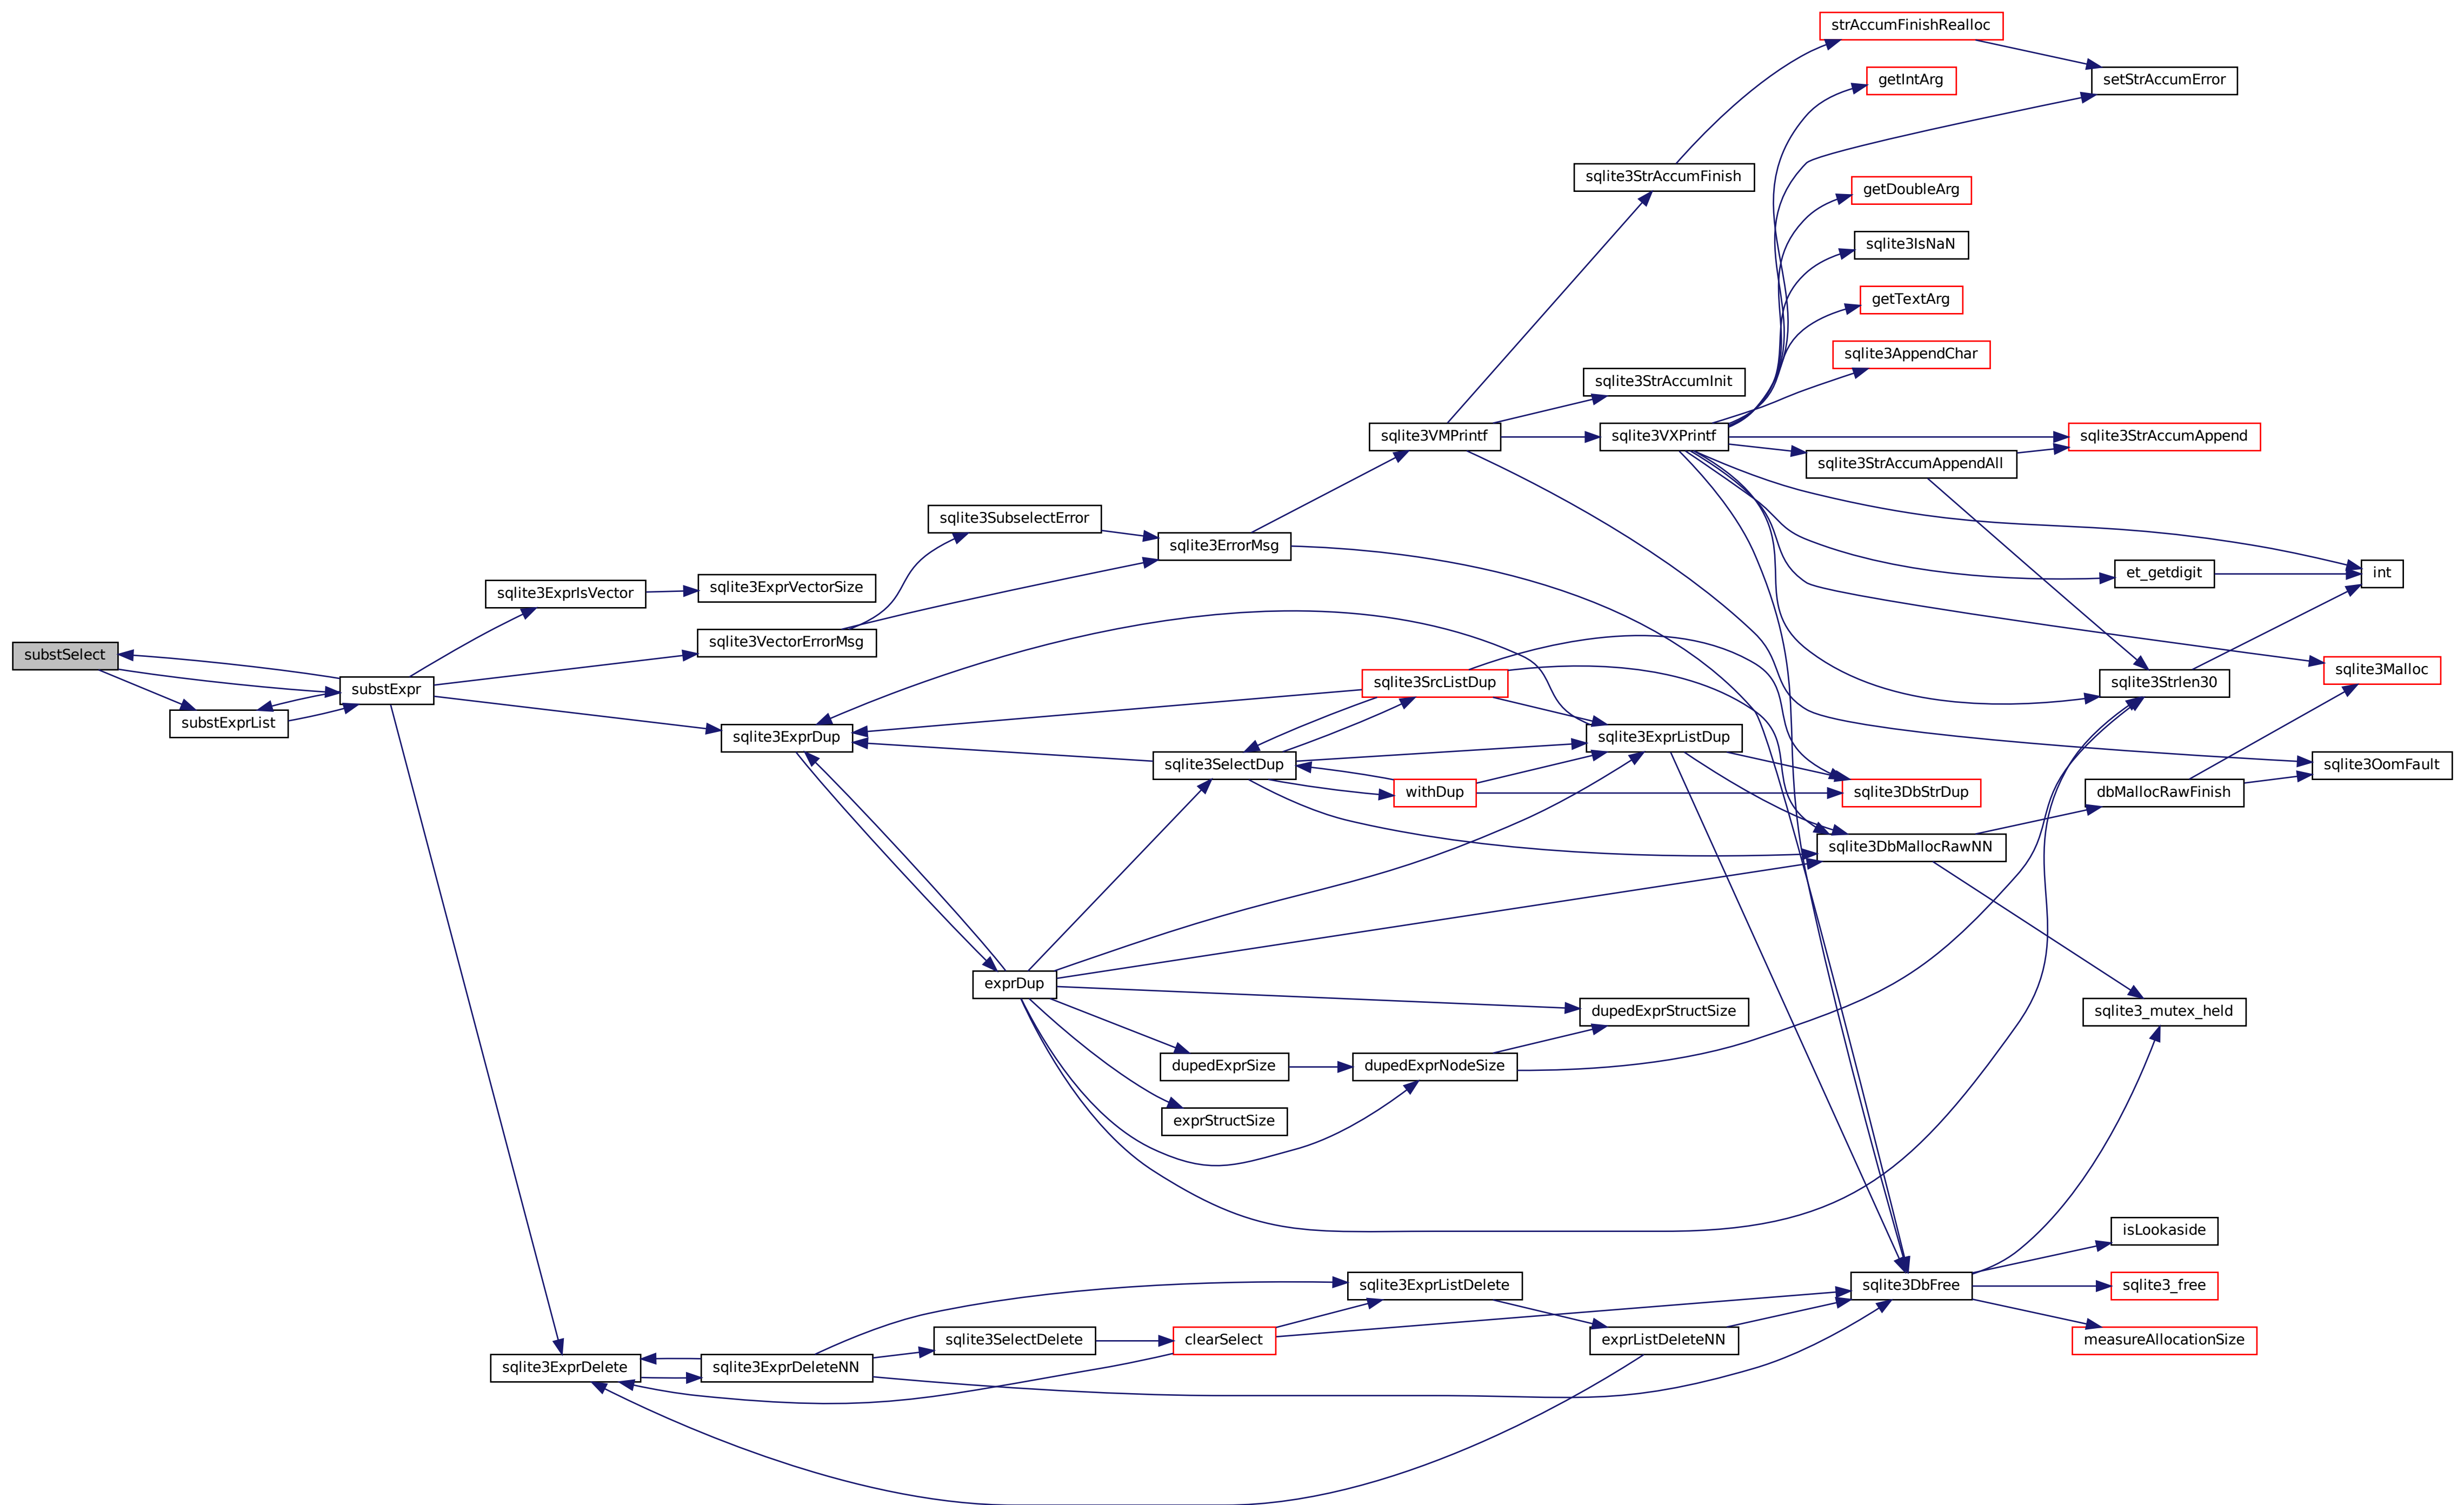 strAccumFinishRealloc
getIntArg
setStrAccumError
sqlite3StrAccumFinish
getDoubleArg
sqlite3IsNaN
getTextArg
sqlite3AppendChar
sqlite3StrAccumInit
sqlite3VMPrintf
sqlite3VXPrintf
sqlite3StrAccumAppend
sqlite3StrAccumAppendAll
sqlite3SubselectError
sqlite3ErrorMsg
et_getdigit
int
sqlite3ExprIsVector
sqlite3ExprVectorSize
sqlite3VectorErrorMsg
substSelect
substExpr
substExprList
sqlite3SrcListDup
sqlite3Strlen30
sqlite3Malloc
sqlite3ExprDup
sqlite3SelectDup
sqlite3ExprListDup
sqlite3OomFault
withDup
sqlite3DbStrDup
dbMallocRawFinish
sqlite3DbMallocRawNN
exprDup
dupedExprStructSize
sqlite3_mutex_held
dupedExprSize
dupedExprNodeSize
exprStructSize
isLookaside
sqlite3ExprListDelete
sqlite3DbFree
sqlite3_free
sqlite3SelectDelete
clearSelect
exprListDeleteNN
measureAllocationSize
sqlite3ExprDelete
sqlite3ExprDeleteNN